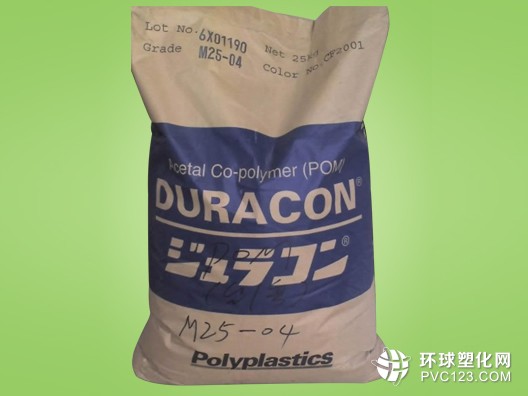 Lot No. 6X01190 Net 25Kg
Grade M25-04 Color No. CF2001
Acetal Co-polymer (POM)
DURACON®
ジュラコン®
M25-04
Polyplastics
环球塑化网
PVC123.COM